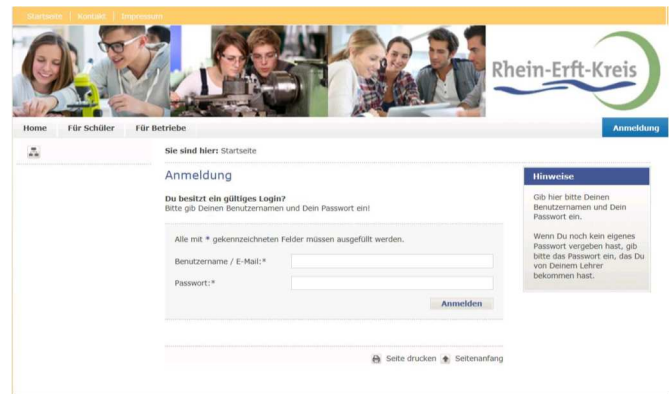 Startseite | Kontakt | Impressum
Rhein-Erft-Kreis
Home Für Schüler Für Betriebe Anmeldung
Sie sind hier: Startseite
Anmeldung
Du besitzt ein gültiges Login?
Bitte gib Deinen Benutzernamen und Dein Passwort ein!
Alle mit * gekennzeichneten Felder müssen ausgefüllt werden.
Benutzername / E-Mail:*
Passwort:*
Anmelden
Seite drucken Seitenanfang
Hinweise
Gib hier bitte Deinen
Benutzernamen und Dein
Passwort ein.
Wenn Du noch kein eigenes
Passwort vergeben hast, gib
bitte das Passwort ein, das Du
von Deinem Lehrer
bekommen hast.